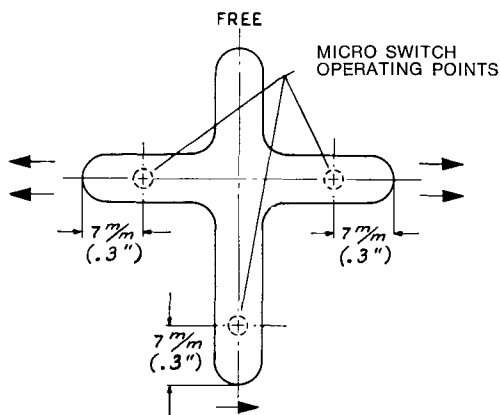 FREE
MICRO SWITCH
OPERATING POINTS
7 m/m
(.3")
7 m/m
(.3")
7 m/m
(.3")